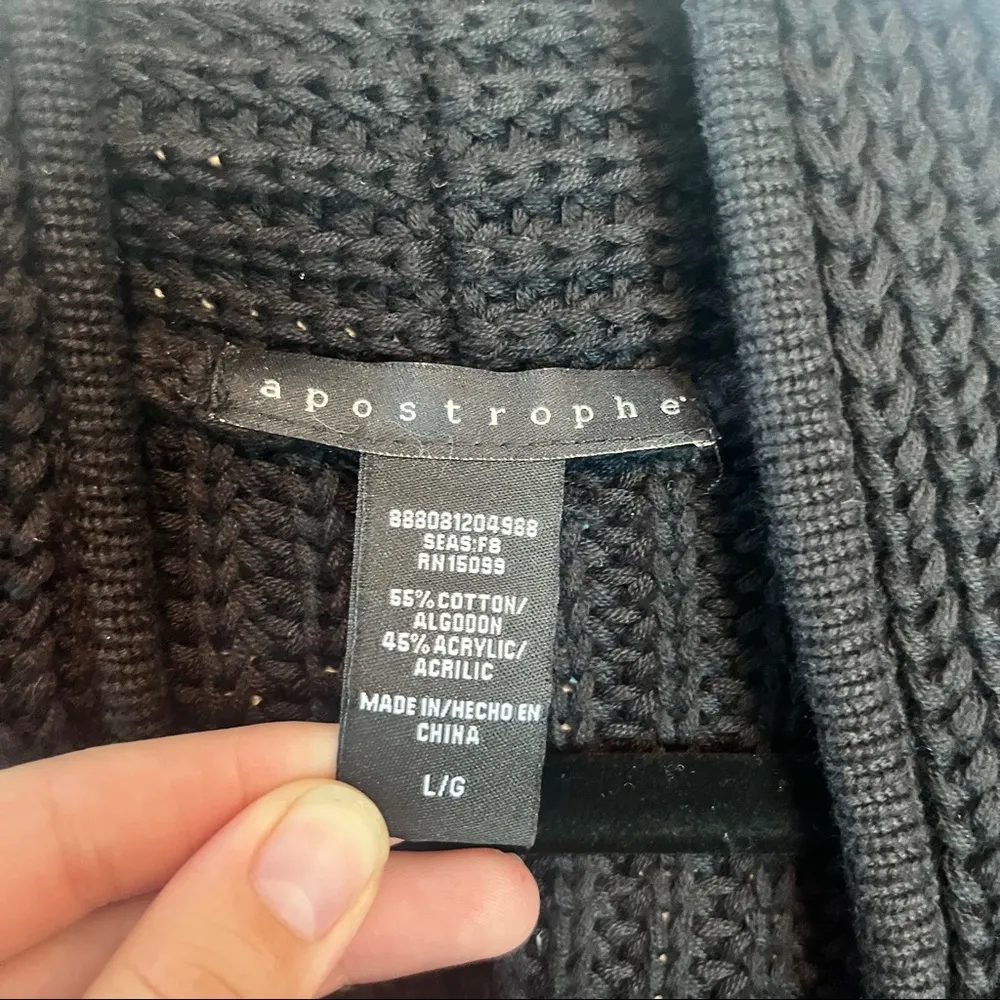 apostrophe
888081204968
SEAS:F8
RN15099
55% COTTON/
ALGODON
45% ACRYLIC/
ACRILIC
MADE IN/HECHO EN
CHINA
L/G